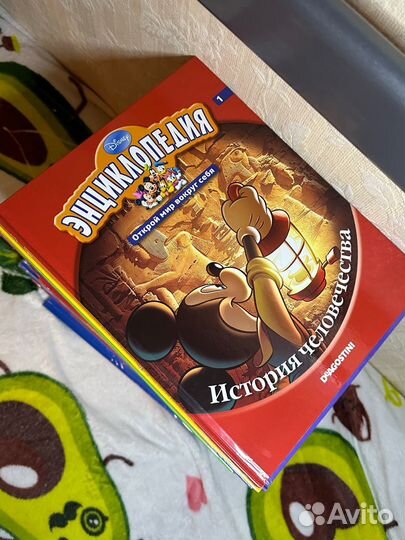 1
Disney
ЭНЦИКЛОПЕДИЯ
Открой мир вокруг себя
История человечества
DeAGOSTINI
Avito